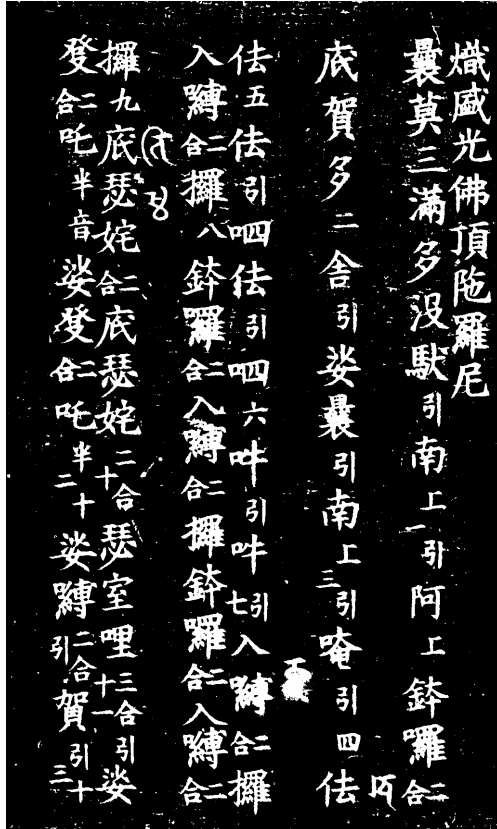 熾盛光佛頂陁羅尼
曩莫三滿多没馱引南上一引阿上鉢囉二合
底賀多二舍引娑曩引南上三引唵引四佉
佉五佉引呬佉引呬六吽引吽引七入嚩二合攞
入嚩二合攞八鉢囉二合入嚩二合攞鉢囉二合入嚩二合
攞九底瑟姹二合底瑟姹二合十瑟室哩三合引十一娑
癹二合吒半音娑癹二合吒半音十二娑嚩二合引賀引十三